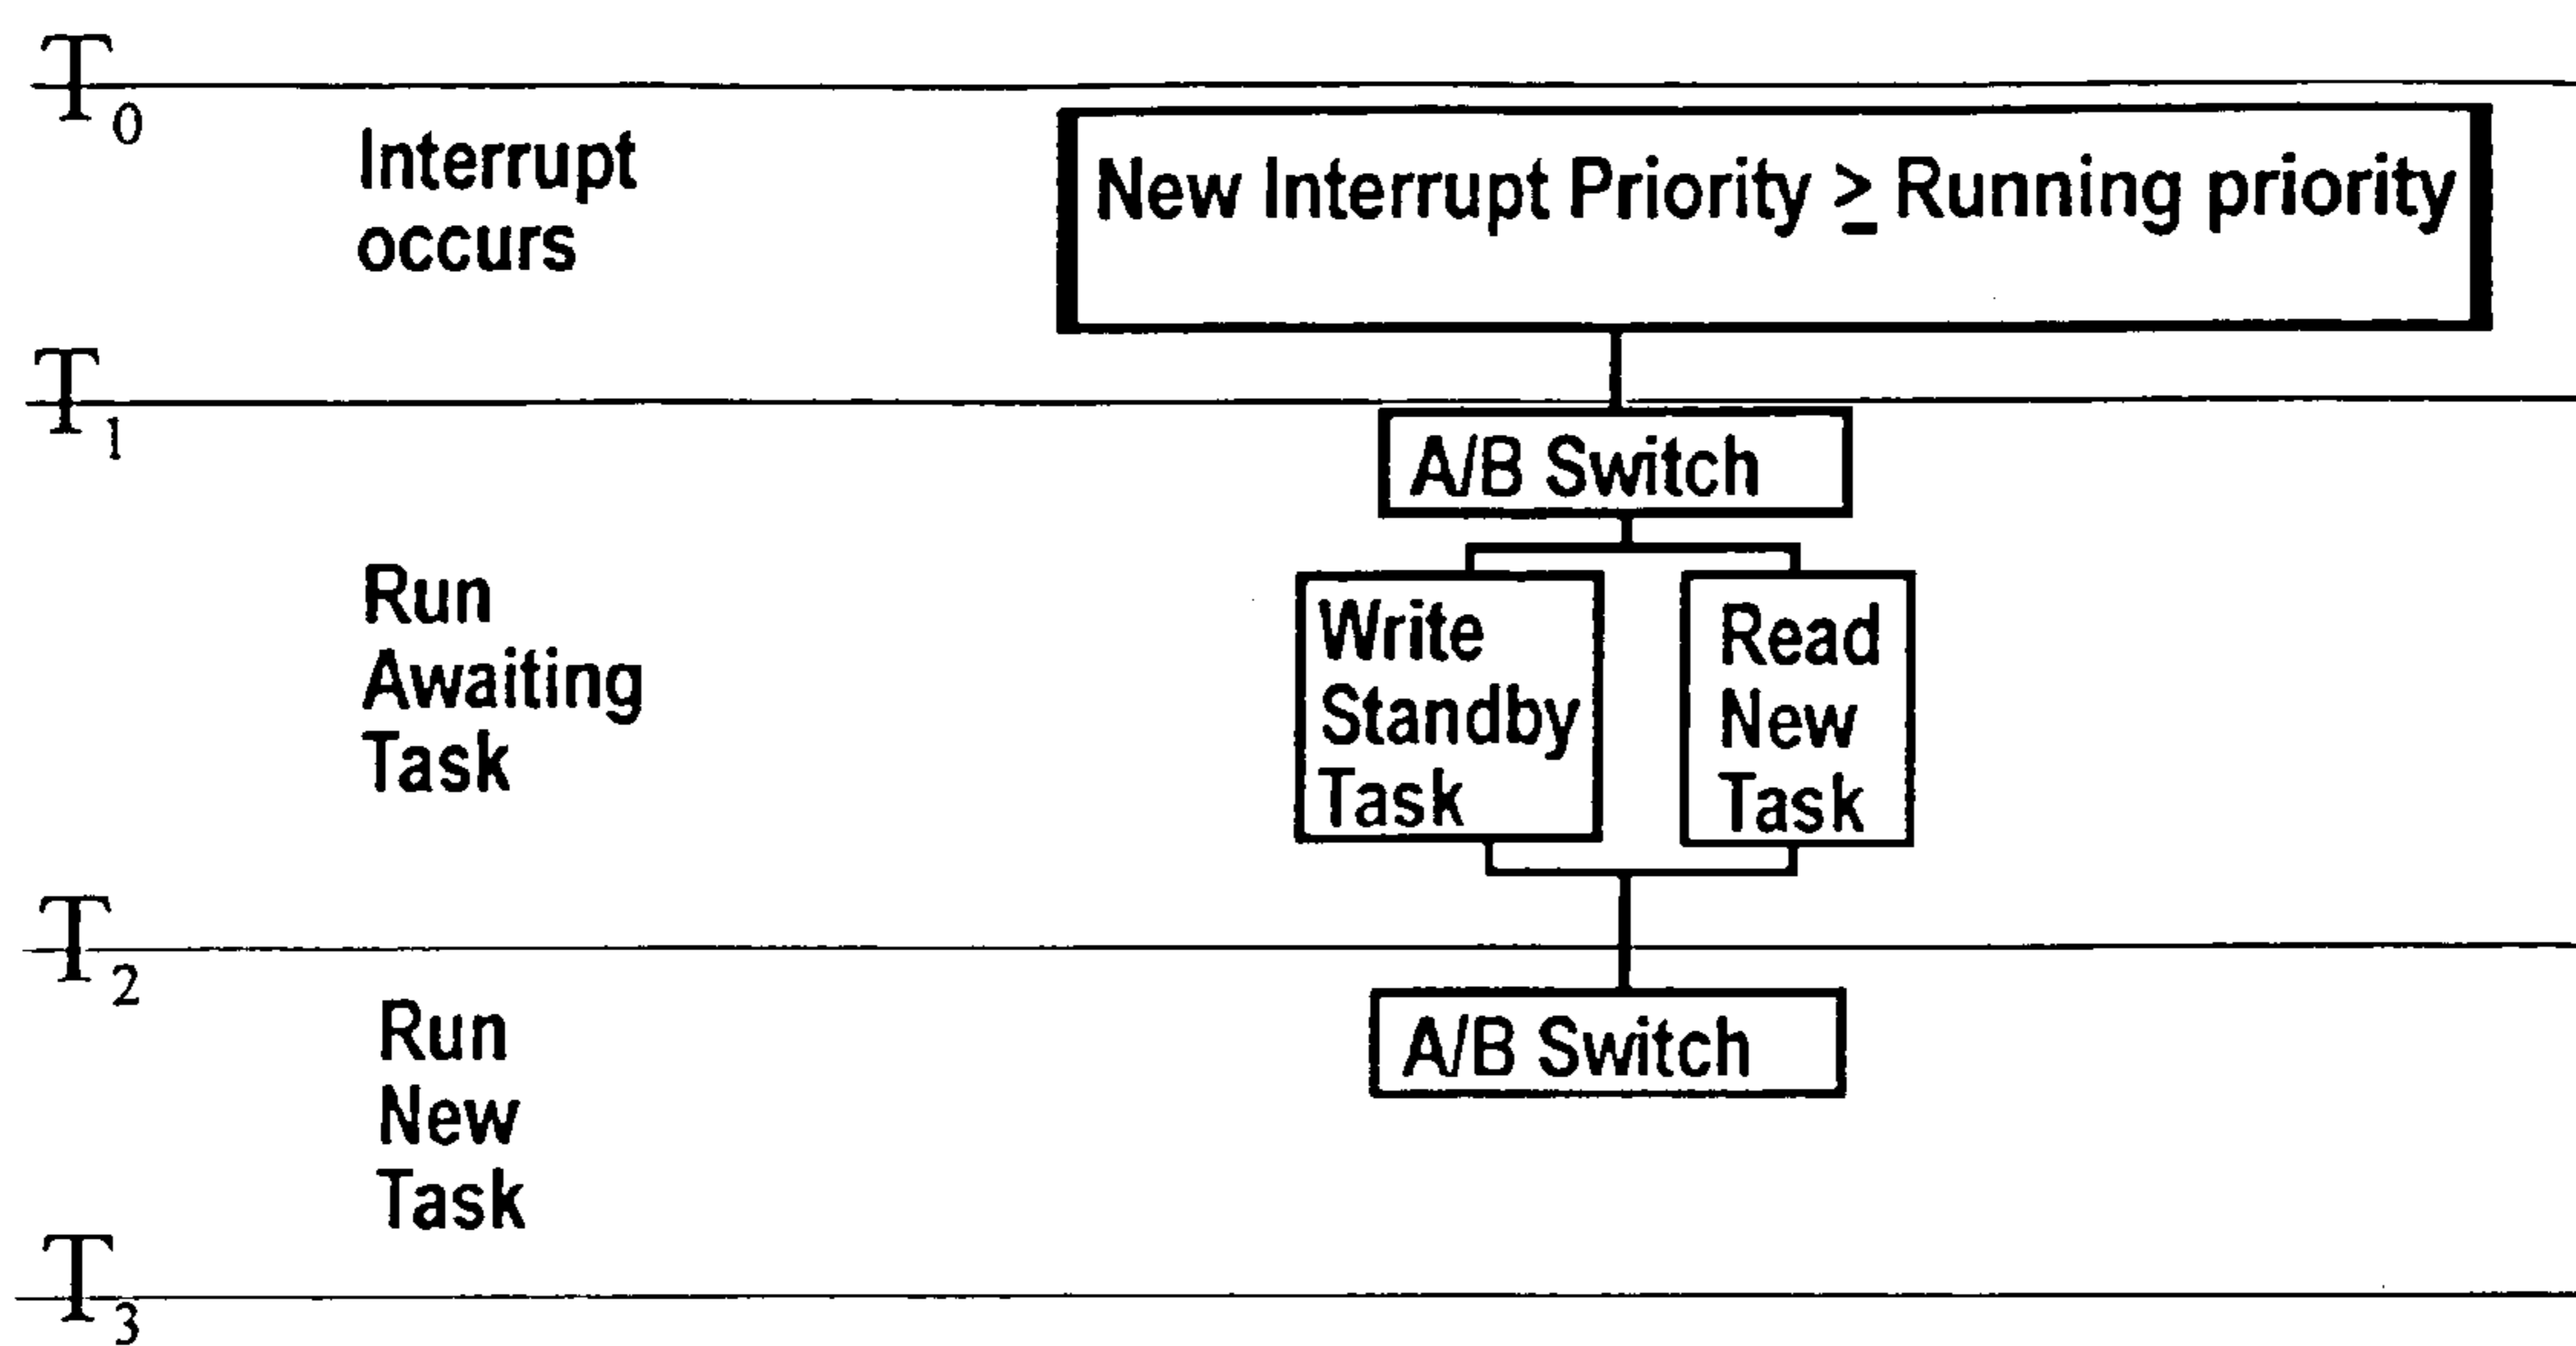 T0
Interrupt
occurs
New Interrupt Priority ≥ Running priority
T1
A/B Switch
Run
Awaiting
Task
Write
Standby
Task
Read
New
Task
T2
Run
New
Task
A/B Switch
T3